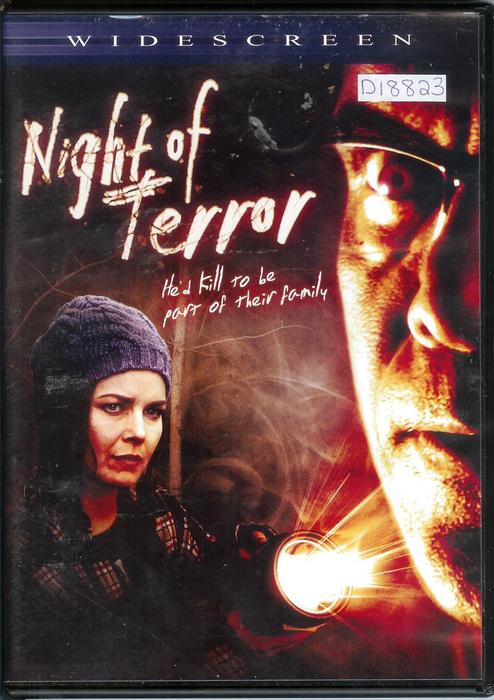 WIDESCREEN
D18823
Night of
Terror
He'd kill to be
part of their family